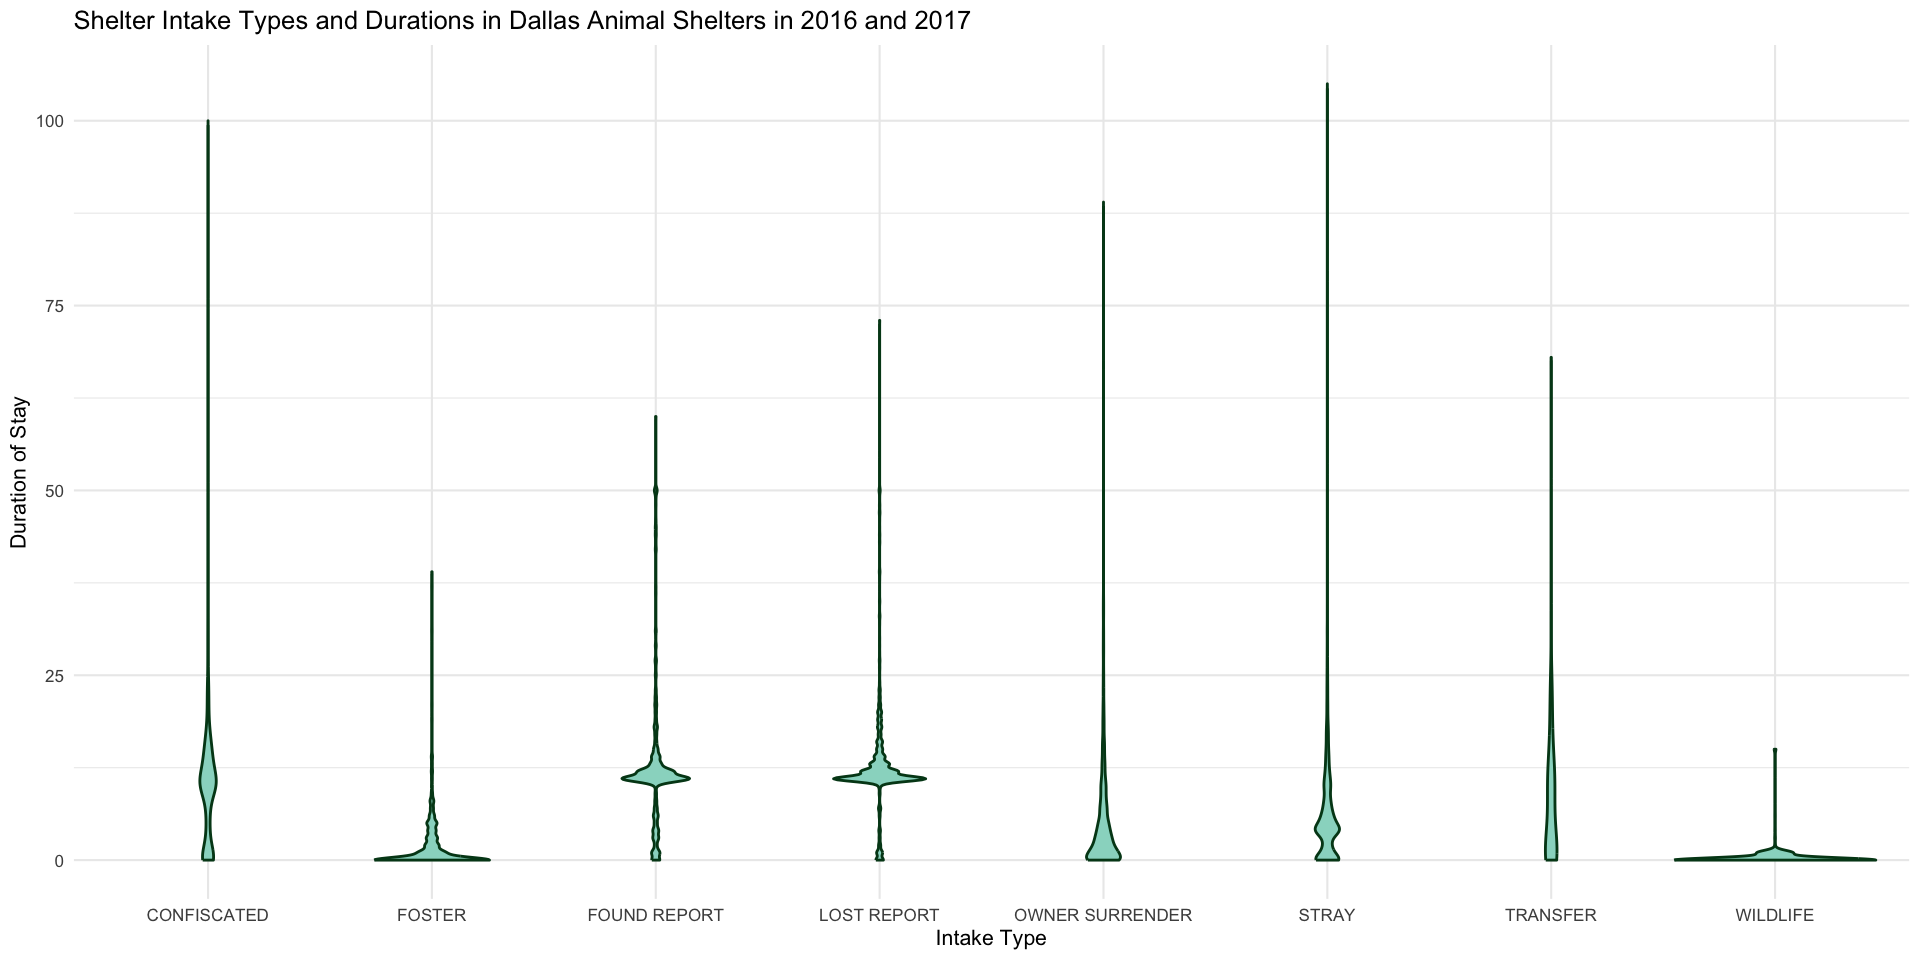 Shelter Intake Types and Durations in Dallas Animal Shelters in 2016 and 2017
Duration of Stay
100
75
50
25
0
CONFISCATED FOSTER FOUND REPORT LOST REPORT OWNER SURRENDER STRAY TRANSFER WILDLIFE
Intake Type